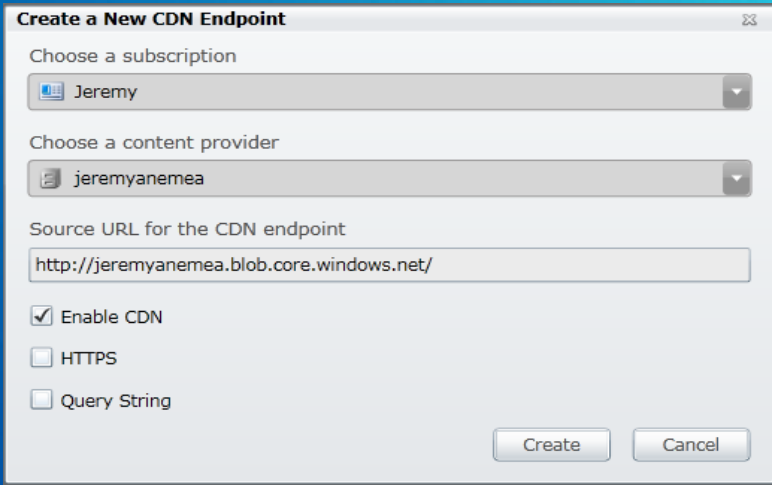 Create a New CDN Endpoint
Choose a subscription
Jeremy
Choose a content provider
jeremyanemea
Source URL for the CDN endpoint
http://jeremyanemea.blob.core.windows.net/
Enable CDN
HTTPS
Query String
Create Cancel